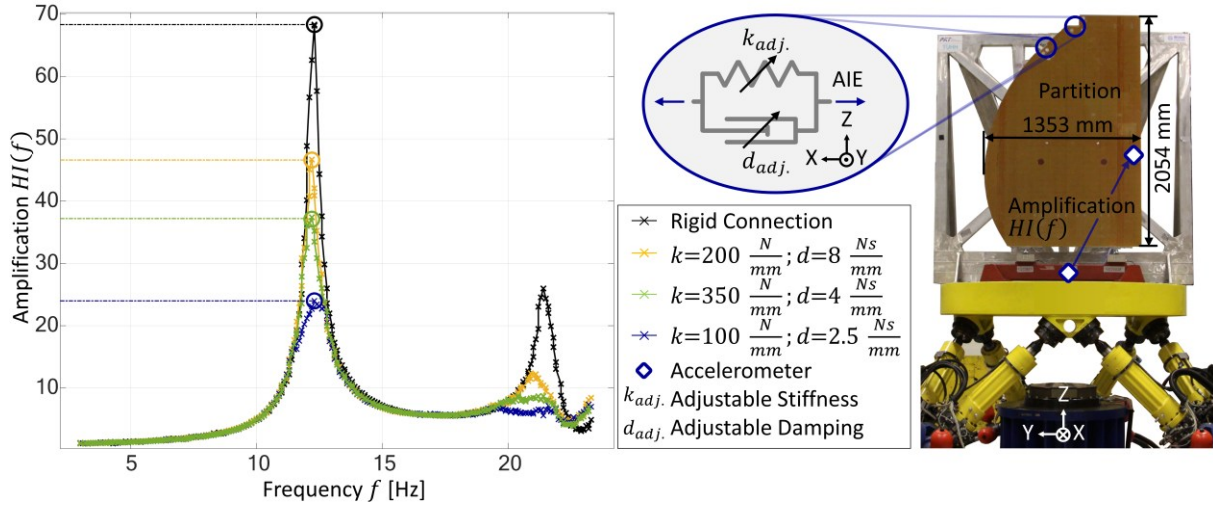 Amplification HI(f)
70
60
50
40
30
20
10
5
10
15
20
Frequency f [Hz]
k_adj.
AIE
d_adj.
Z
X
Y
Rigid Connection
k=200 N/mm; d=8 Ns/mm
k=350 N/mm; d=4 Ns/mm
k=100 N/mm; d=2.5 Ns/mm
Accelerometer
k_adj. Adjustable Stiffness
d_adj. Adjustable Damping
Partition
1353 mm
2054 mm
Amplification
HI(f)
Z
Y
X